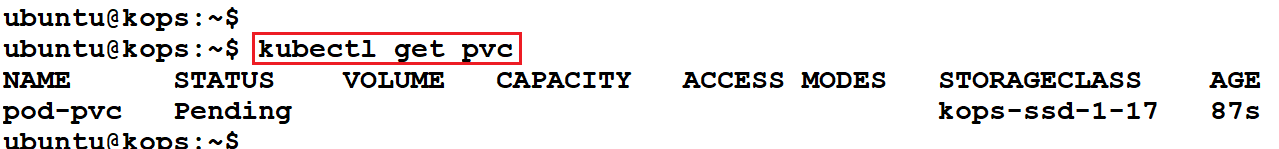 ubuntu@kops:~$
ubuntu@kops:~$ kubectl get pvc
NAME      STATUS    VOLUME   CAPACITY   ACCESS MODES   STORAGECLASS    AGE
pod-pvc   Pending                                      kops-ssd-1-17   87s
ubuntu@kops:~$